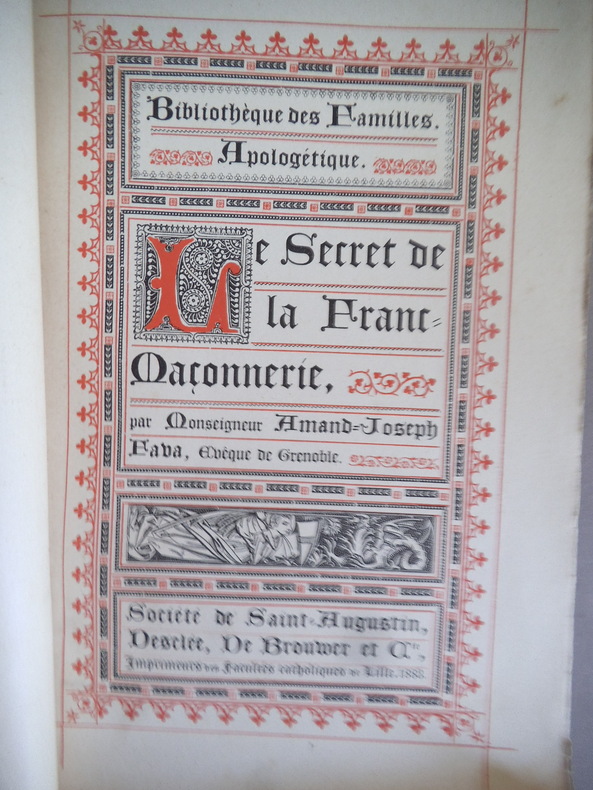 Bibliothèque des Familles.
Apologétique.
Le Secret de
la Franc-
Maçonnerie,
par Monseigneur Amand-Joseph
Fava, Evêque de Grenoble.
Société de Saint-Augustin,
Desclée, De Brouwer et Cie,
Imprimeurs des Facultés catholiques de Lille.